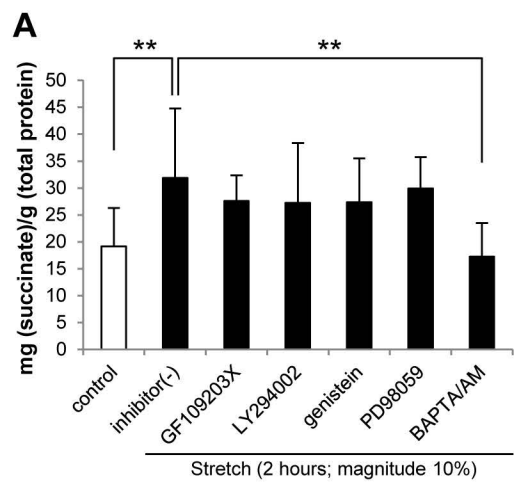 A
** **
mg (succinate)/g (total protein)
50
45
40
35
30
25
20
15
10
5
0
control
inhibitor(-)
GF109203X
LY294002
genistein
PD98059
BAPTA/AM
Stretch (2 hours; magnitude 10%)